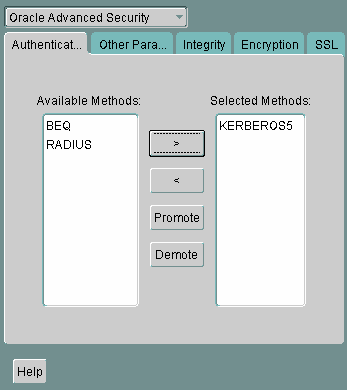 Oracle Advanced Security
Authenticat... Other Para... Integrity Encryption SSL
Available Methods: Selected Methods:
BEQ
RADIUS
KERBEROS5
>
<
Promote
Demote
Help